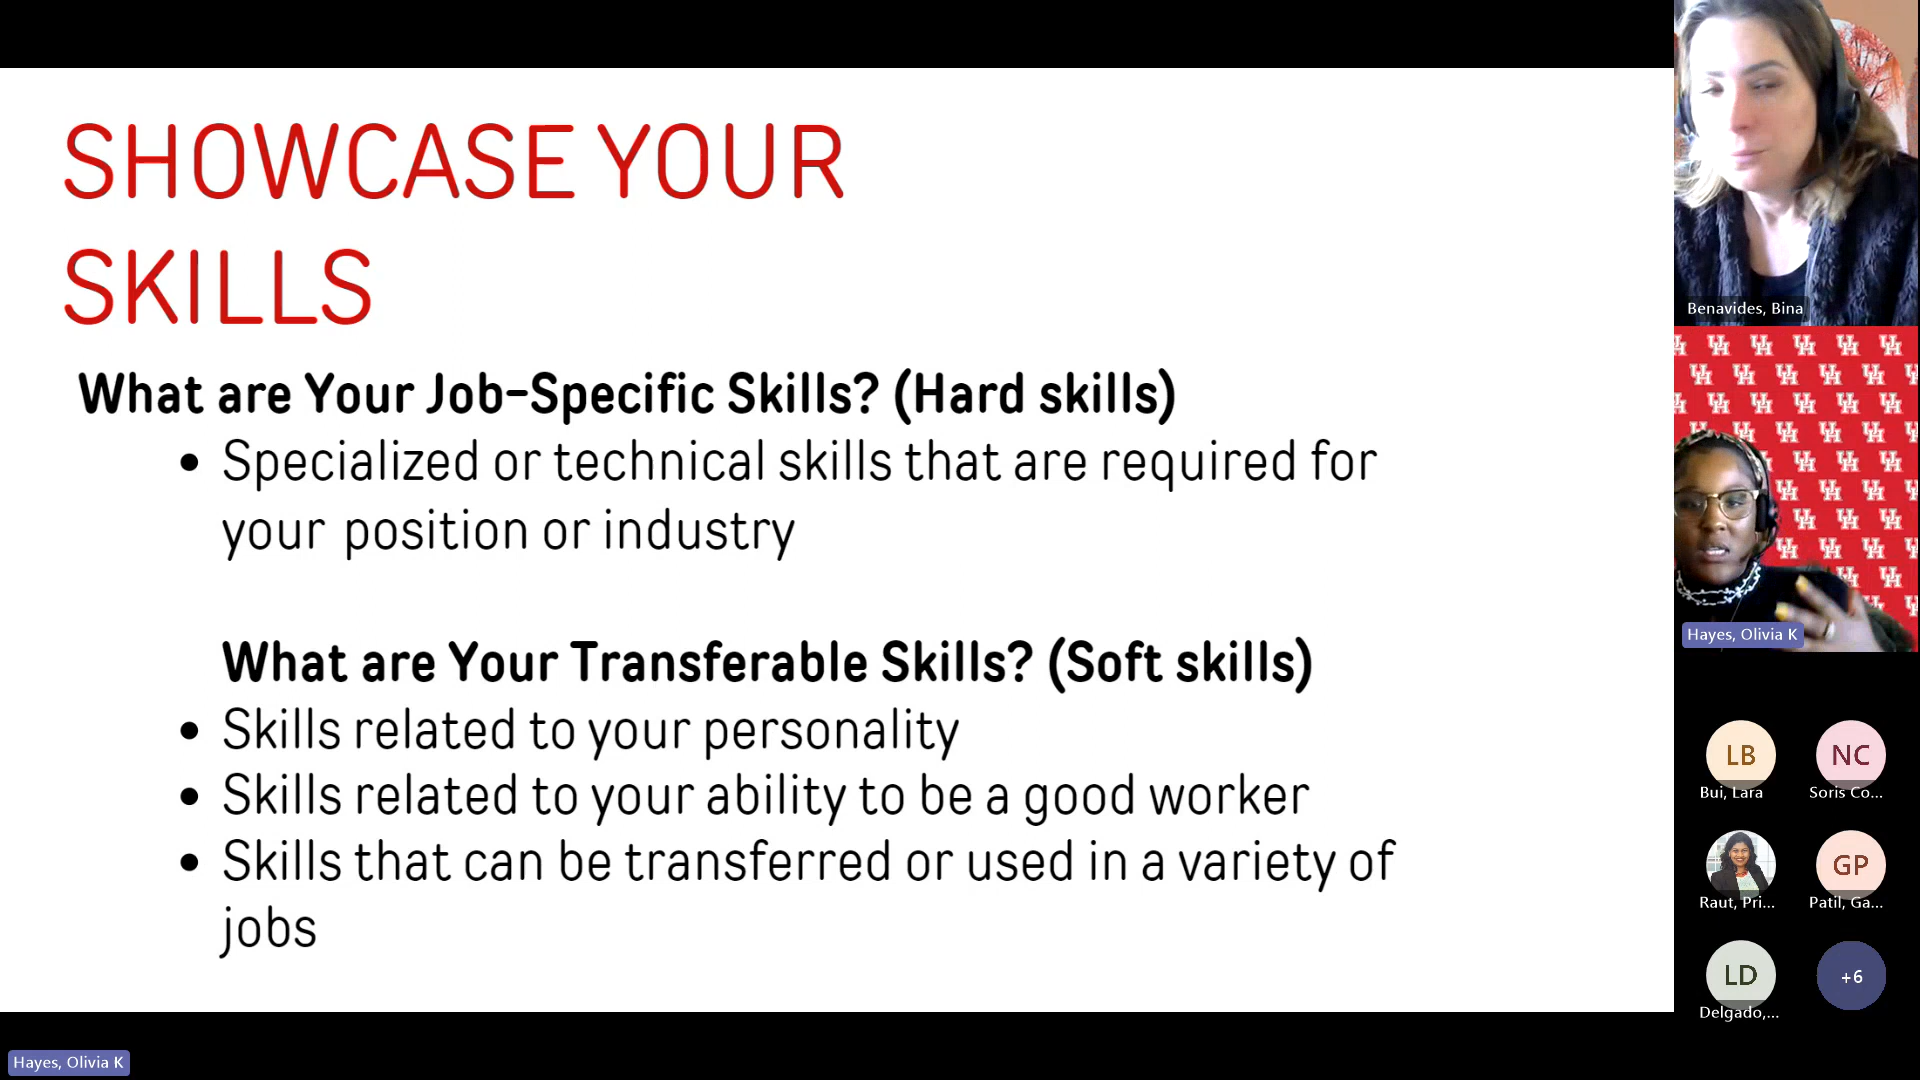 SHOWCASE YOUR
SKILLS
What are Your Job-Specific Skills? (Hard skills)
• Specialized or technical skills that are required for
your position or industry
What are Your Transferable Skills? (Soft skills)
• Skills related to your personality
• Skills related to your ability to be a good worker
• Skills that can be transferred or used in a variety of
jobs
Benavides, Bina
Hayes, Olivia K
LB
Bui, Lara
NC
Soris Co...
Raut, Pri...
GP
Patil, Ga...
LD
Delgado,...
+6
Hayes, Olivia K